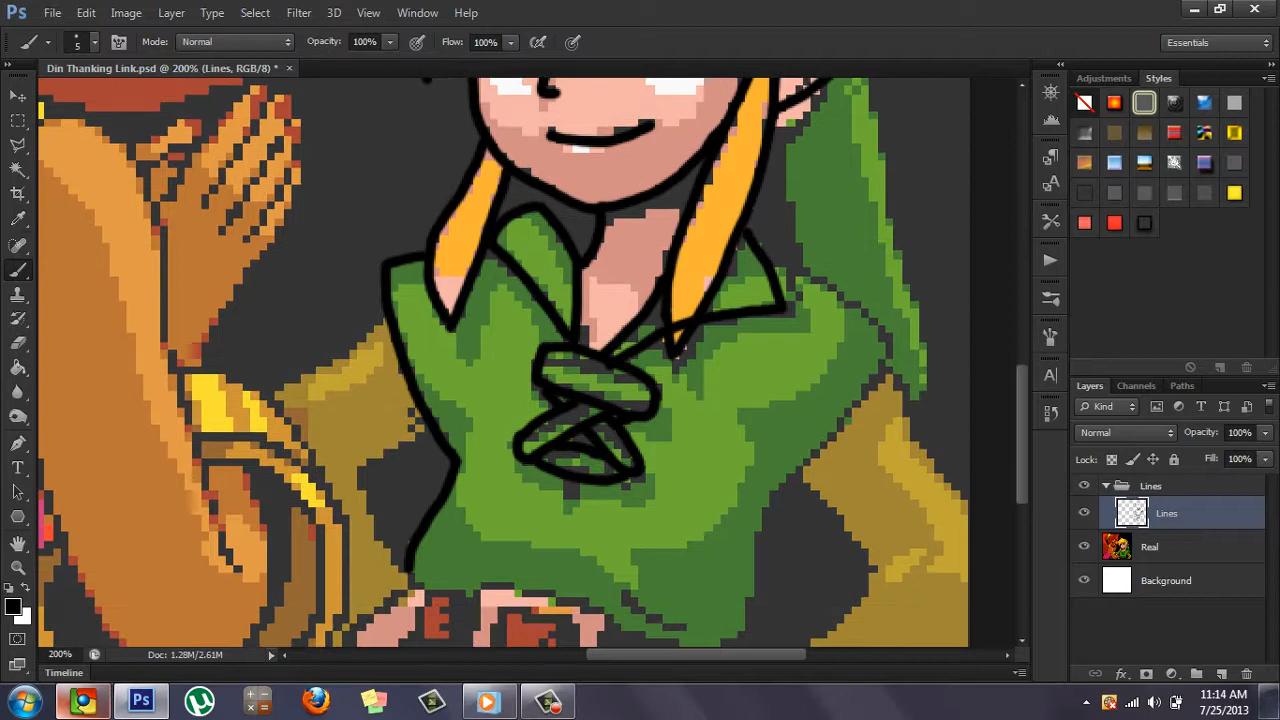 Ps File Edit Image Layer Type Select Filter 3D View Window Help
5 Mode: Normal Opacity: 100% Flow: 100% Essentials
Din Thanking Link.psd @ 200% (Lines, RGB/8) * ×
Adjustments Styles
Layers Channels Paths
Kind
Normal Opacity: 100%
Lock: Fill: 100%
Lines
Lines
Real
Background
200% Doc: 1.28M/2.61M
Timeline
11:14 AM
7/25/2013